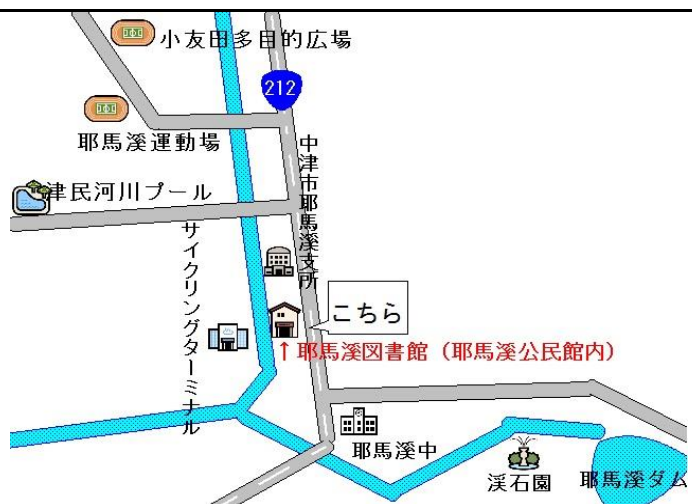 小友田多目的広場
212
耶馬溪運動場
中津市耶馬溪支所
津民河川プール
サイクリングターミナル
こちら
↑耶馬溪図書館（耶馬溪公民館内）
耶馬溪中
渓石園
耶馬溪ダム